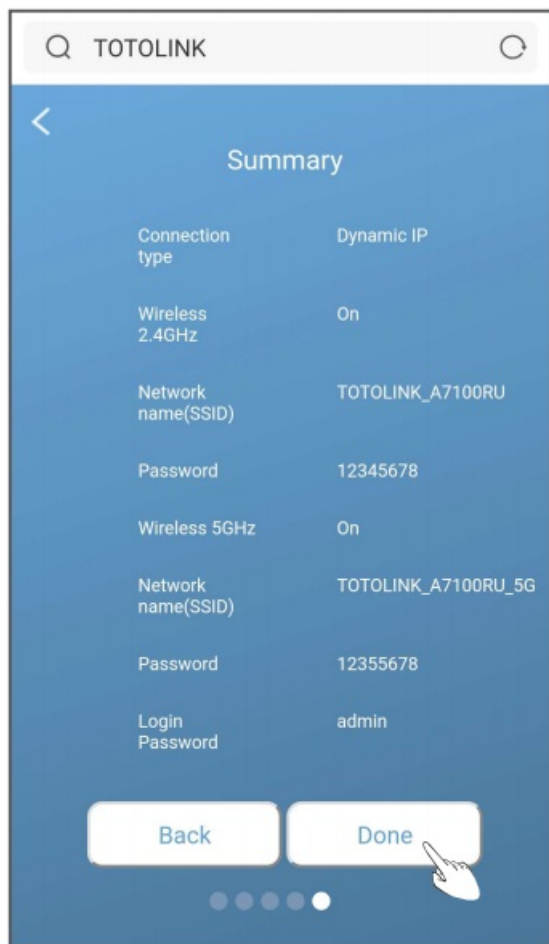 TOTOLINK
Summary
Connection type Dynamic IP
Wireless 2.4GHz On
Network name(SSID) TOTOLINK_A7100RU
Password 12345678
Wireless 5GHz On
Network name(SSID) TOTOLINK_A7100RU_5G
Password 12355678
Login Password admin
Back Done